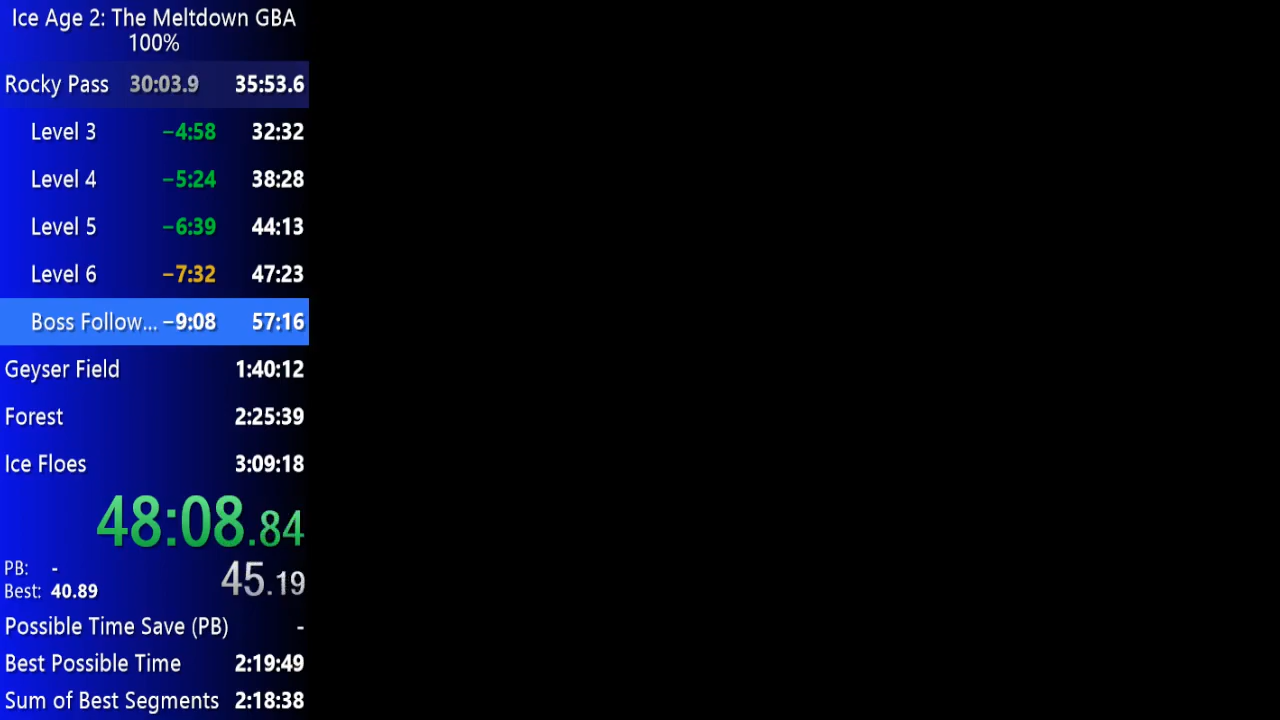 Ice Age 2: The Meltdown GBA
100%
Rocky Pass 30:03.9 35:53.6
Level 3 −4:58 32:32
Level 4 −5:24 38:28
Level 5 −6:39 44:13
Level 6 −7:32 47:23
Boss Follow... −9:08 57:16
Geyser Field 1:40:12
Forest 2:25:39
Ice Floes 3:09:18
48:08.84
PB: -
Best: 40.89 45.19
Possible Time Save (PB) -
Best Possible Time 2:19:49
Sum of Best Segments 2:18:38